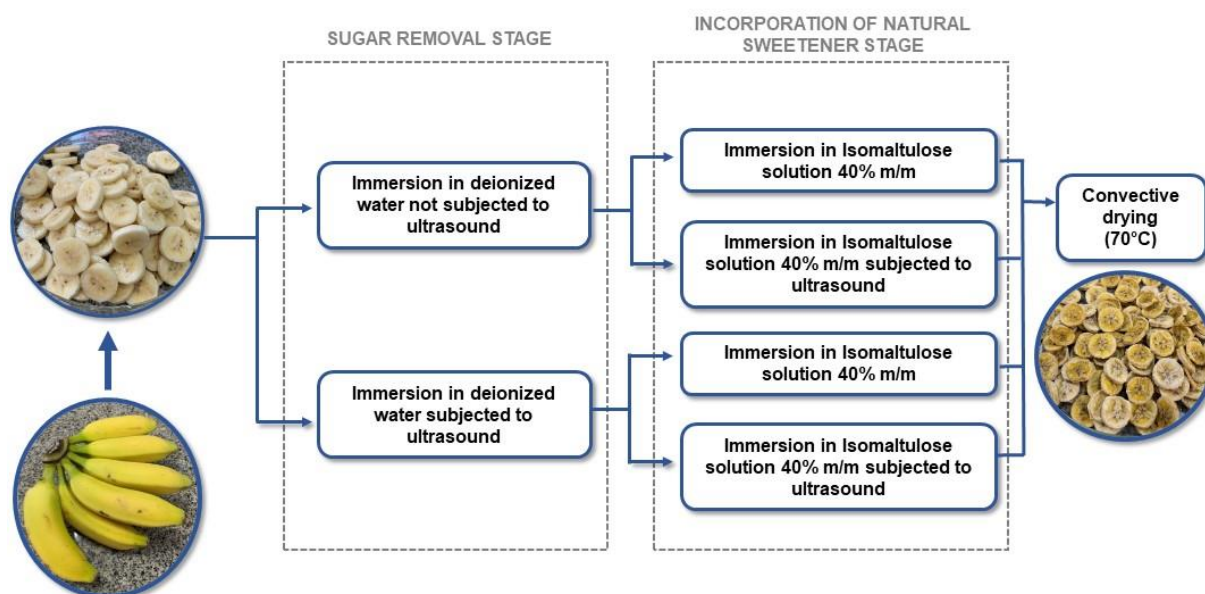 SUGAR REMOVAL STAGE
INCORPORATION OF NATURAL
SWEETENER STAGE
Immersion in deionized
water not subjected to
ultrasound
Immersion in deionized
water subjected to
ultrasound
Immersion in Isomaltulose
solution 40% m/m
Immersion in Isomaltulose
solution 40% m/m subjected to
ultrasound
Immersion in Isomaltulose
solution 40% m/m
Immersion in Isomaltulose
solution 40% m/m subjected to
ultrasound
Convective
drying
(70°C)